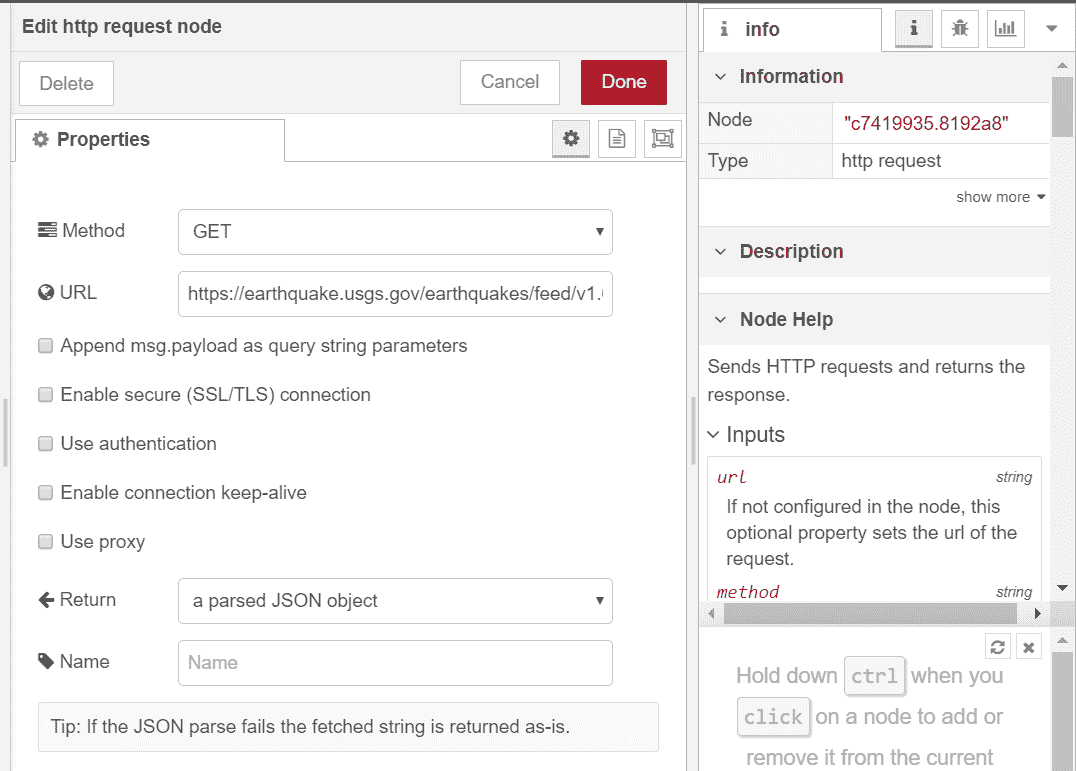 Edit http request node
Delete
Cancel
Done
Properties
Method
GET
URL
https://earthquake.usgs.gov/earthquakes/feed/v1.
Append msg.payload as query string parameters
Enable secure (SSL/TLS) connection
Use authentication
Enable connection keep-alive
Use proxy
Return
a parsed JSON object
Name
Name
Tip: If the JSON parse fails the fetched string is returned as-is.
i info
i
Information
Node
"c7419935.8192a8"
Type
http request
show more
Description
Node Help
Sends HTTP requests and returns the
response.
Inputs
url
string
If not configured in the node, this
optional property sets the url of the
request.
method
string
Hold down ctrl when you
click on a node to add or
remove it from the current